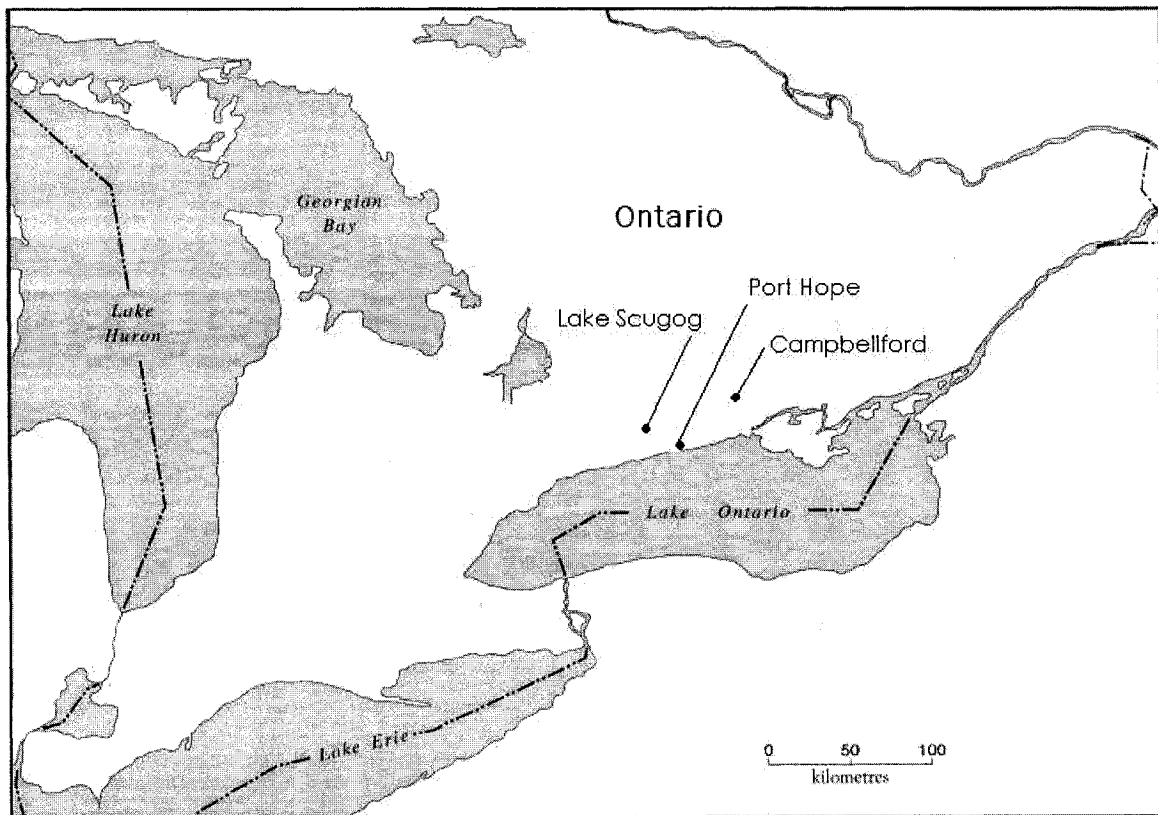 Georgian
Bay
Ontario
Port Hope
Lake Scugog
Lake
Huron
Campbellford
Lake Ontario
Lake Erie
0 50 100
kilometres